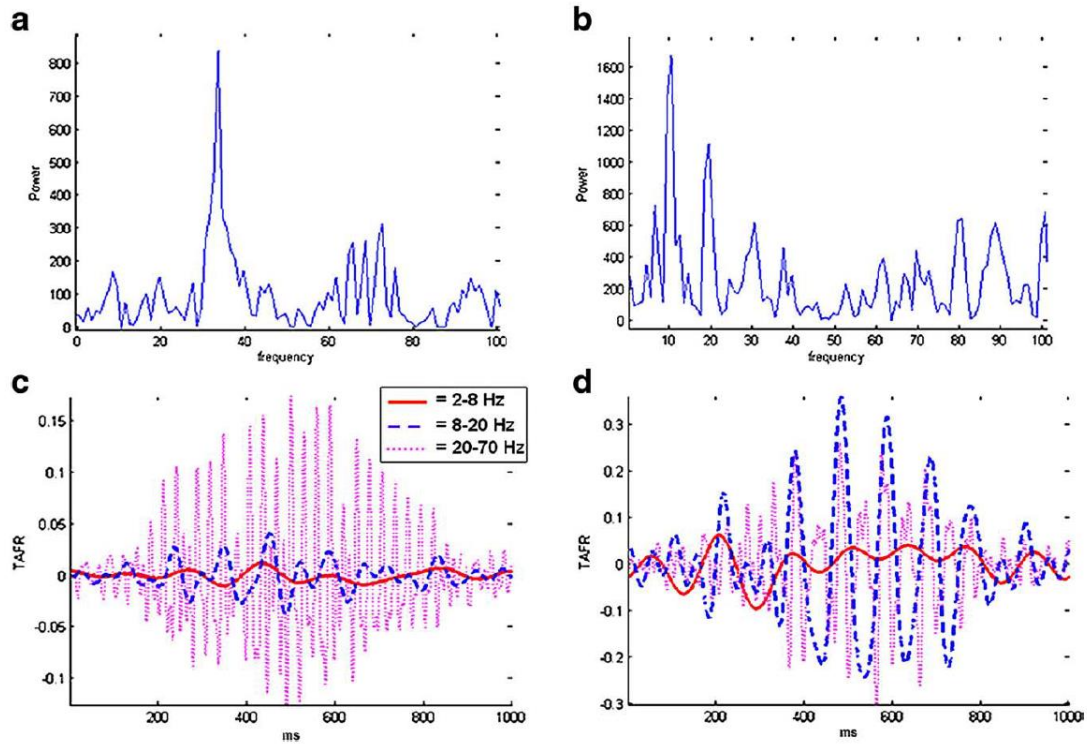 a
800
700
600
500
400
300
200
100
0
Power
0 20 40 60 80 100
frequency
b
1600
1400
1200
1000
800
600
400
200
0
Power
10 20 30 40 50 60 70 80 90 100
frequency
c
0.15
0.1
0.05
0
-0.05
-0.1
TAFR
200 400 600 800 1000
ms
= 2-8 Hz
= 8-20 Hz
= 20-70 Hz
d
0.3
0.2
0.1
0
-0.1
-0.2
-0.3
TAFR
200 400 600 800 1000
ms